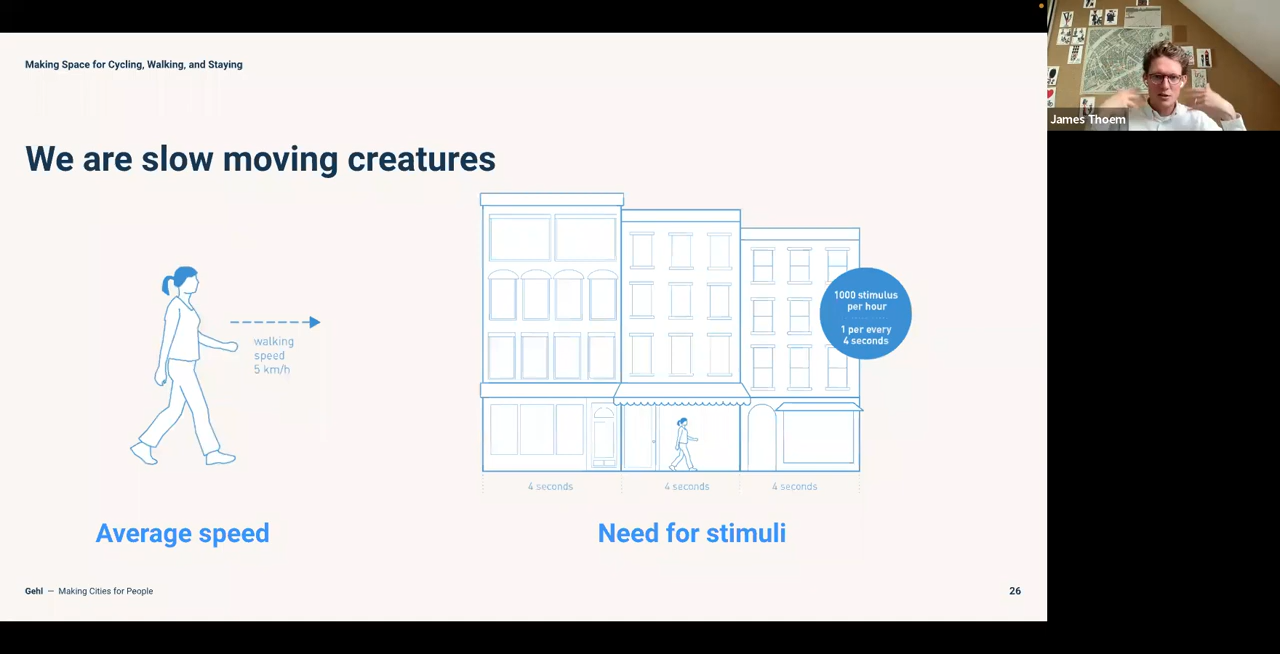 Making Space for Cycling, Walking, and Staying
We are slow moving creatures
walking
speed
5 km/h
1000 stimulus
per hour
1 per every
4 seconds
4 seconds
4 seconds
4 seconds
Average speed
Need for stimuli
Gehl — Making Cities for People
26
James Thoem